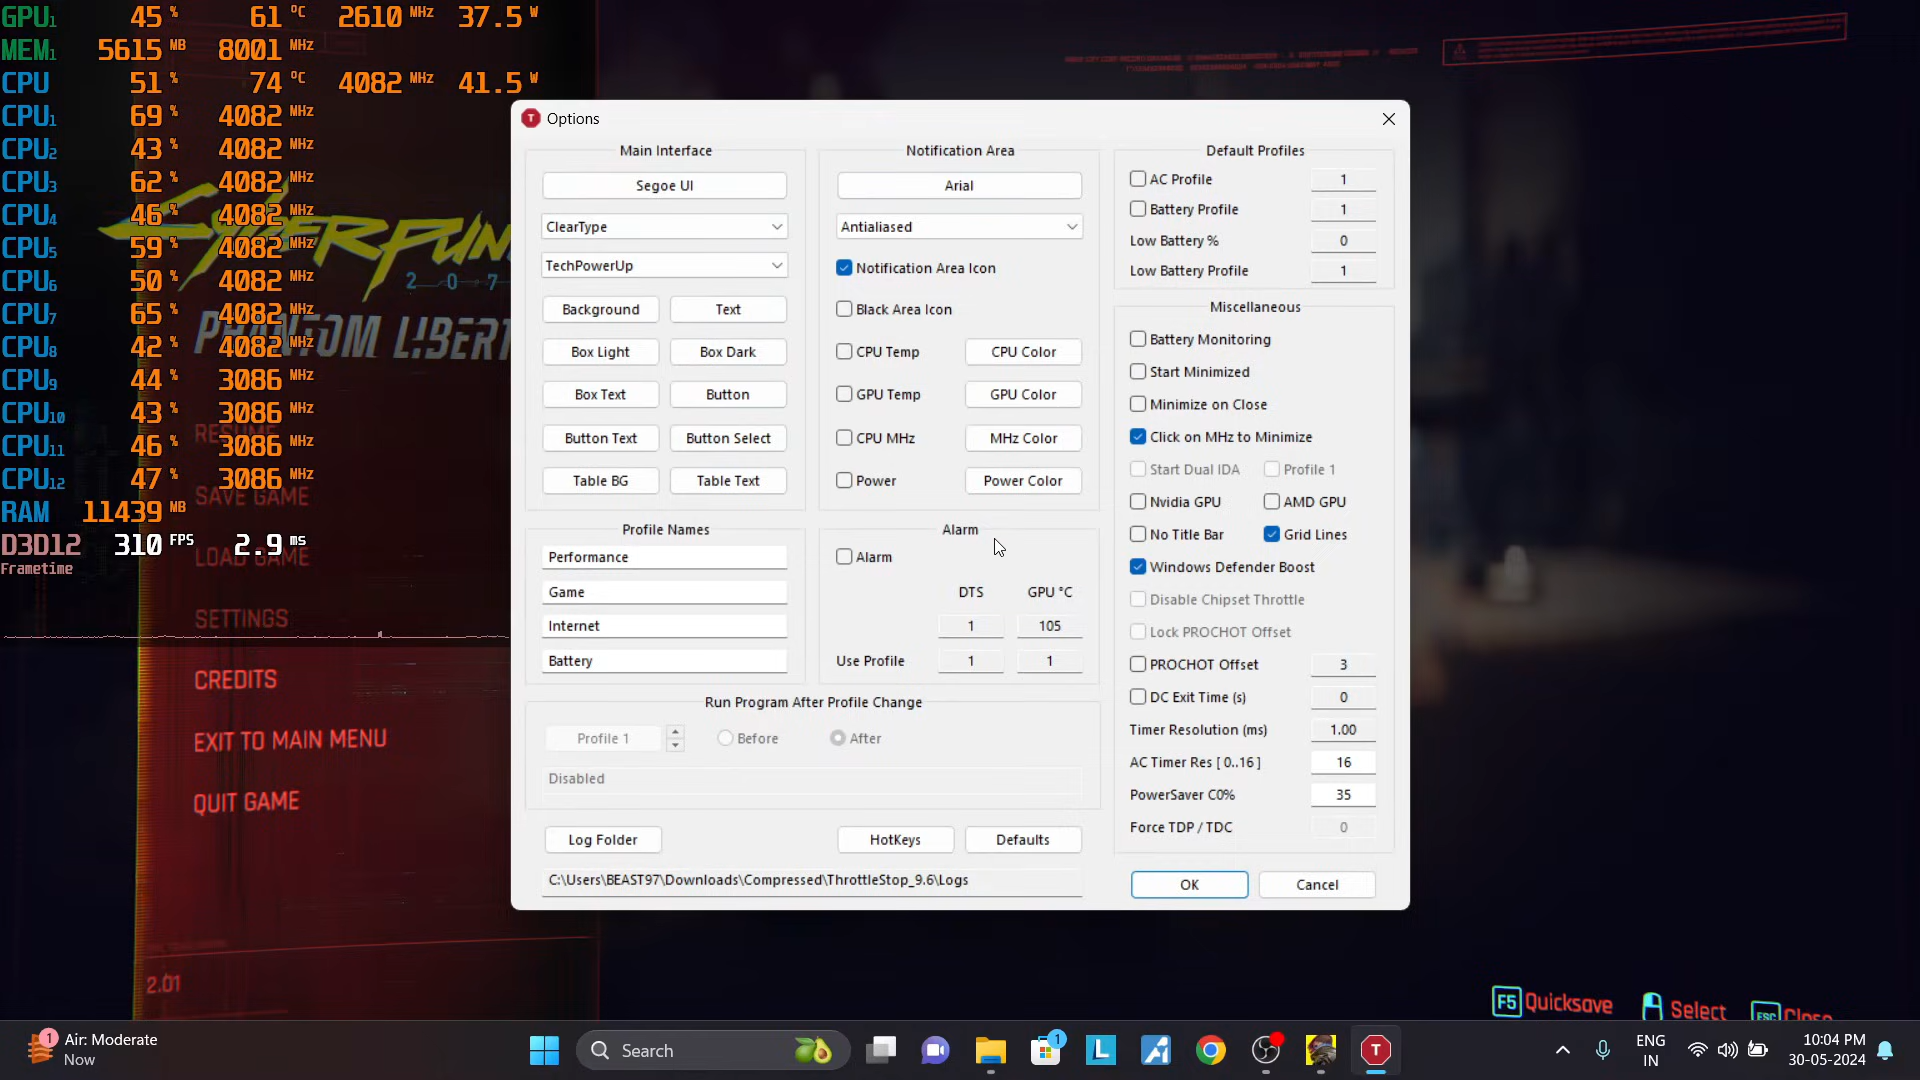 GPU1 45 % 61 °C 2610 MHz 37.5 W
MEM1 5615 MB 8001 MHz
CPU 51 % 74 °C 4082 MHz 41.5 W
CPU1 69 % 4082 MHz
CPU2 43 % 4082 MHz
CPU3 62 % 4082 MHz
CPU4 46 % 4082 MHz
CPU5 59 % 4082 MHz
CPU6 50 % 4082 MHz
CPU7 65 % 4082 MHz
CPU8 42 % 4082 MHz
CPU9 44 % 3086 MHz
CPU10 43 % 3086 MHz
CPU11 46 % 3086 MHz
CPU12 47 % 3086 MHz
RAM 11439 MB
D3D12 310 FPS 2.9 ms
Frametime
2077
PHANTOM LIBERT
SAVE GAME
LOAD GAME
SETTINGS
CREDITS
EXIT TO MAIN MENU
QUIT GAME
2.01
T Options
Main Interface
Segoe UI
ClearType
TechPowerUp
Background Text
Box Light Box Dark
Box Text Button
Button Text Button Select
Table BG Table Text
Notification Area
Arial
Antialiased
Notification Area Icon
Black Area Icon
CPU Temp CPU Color
GPU Temp GPU Color
CPU MHz MHz Color
Power Power Color
Default Profiles
AC Profile 1
Battery Profile 1
Low Battery % 0
Low Battery Profile 1
Miscellaneous
Battery Monitoring
Start Minimized
Minimize on Close
Click on MHz to Minimize
Start Dual IDA Profile 1
Nvidia GPU AMD GPU
No Title Bar Grid Lines
Windows Defender Boost
Disable Chipset Throttle
Lock PROCHOT Offset
PROCHOT Offset 3
DC Exit Time (s) 0
Timer Resolution (ms) 1.00
AC Timer Res [ 0..16 ] 16
PowerSaver C0% 35
Force TDP / TDC 0
Profile Names
Performance
Game
Internet
Battery
Alarm
Alarm
DTS GPU °C
1 105
Use Profile 1 1
Run Program After Profile Change
Profile 1 Before After
Disabled
Log Folder HotKeys Defaults
C:\Users\BEAST97\Downloads\Compressed\ThrottleStop_9.6\Logs
OK Cancel
F5 Quicksave Select ESC Close
1 Air: Moderate
Now
Search
1
L
T
ENG
IN
10:04 PM
30-05-2024